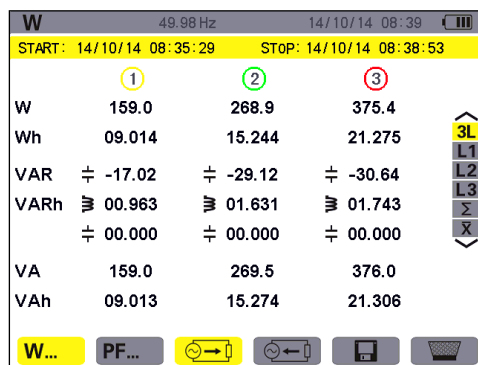 W 49.98 Hz 14/10/14 08:39
START: 14/10/14 08:35:29 SToP: 14/10/14 08:38:53
1 2 3
W 159.0 268.9 375.4
Wh 09.014 15.244 21.275
VAR -17.02 -29.12 -30.64
VARh 00.963 01.631 01.743
00.000 00.000 00.000
VA 159.0 269.5 376.0
VAh 09.013 15.274 21.306
3L
L1
L2
L3
Σ
x̅
W... PF...